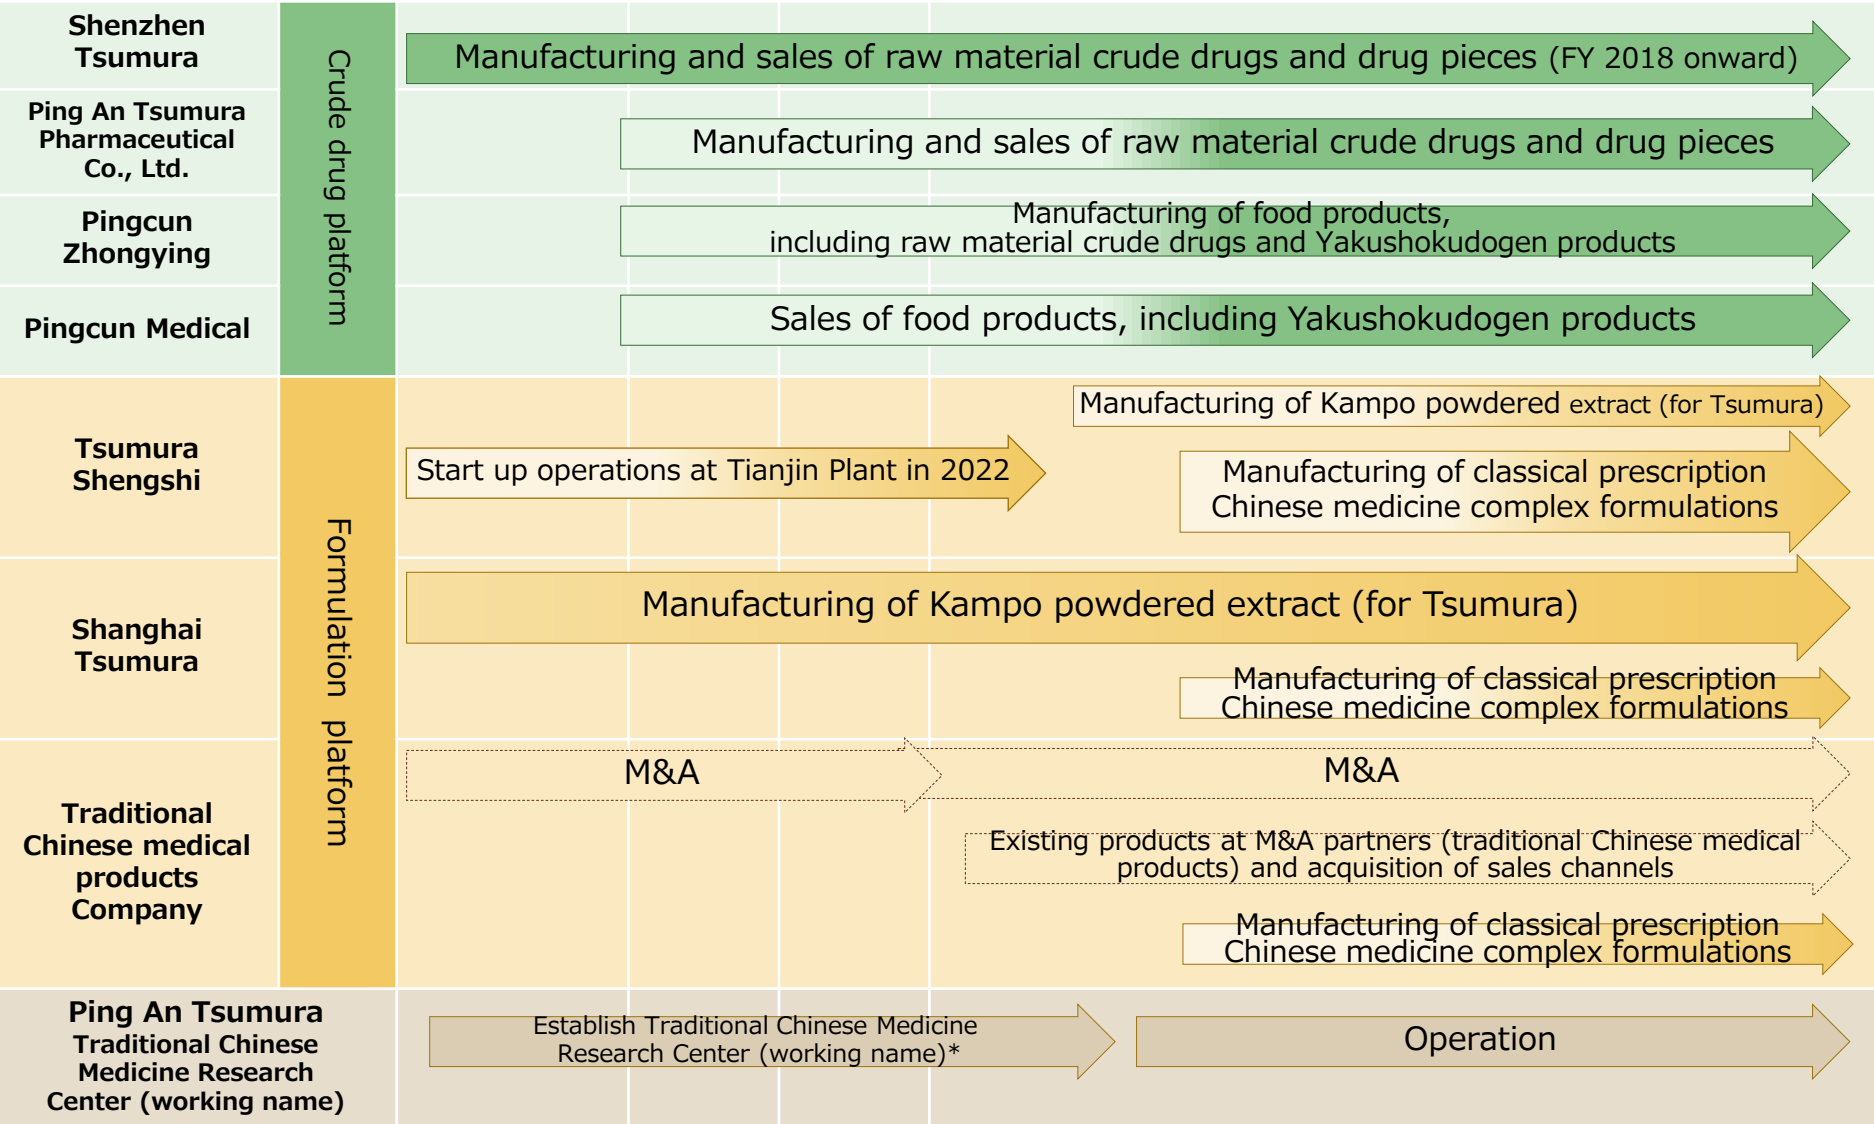 Shenzhen
Tsumura
Crude drug platform
Manufacturing and sales of raw material crude drugs and drug pieces (FY 2018 onward)
Ping An Tsumura
Pharmaceutical
Co., Ltd.
Manufacturing and sales of raw material crude drugs and drug pieces
Pingcun
Zhongying
Manufacturing of food products,
including raw material crude drugs and Yakushokudogen products
Pingcun Medical
Sales of food products, including Yakushokudogen products
Formulation platform
Tsumura
Shengshi
Manufacturing of Kampo powdered extract (for Tsumura)
Start up operations at Tianjin Plant in 2022
Manufacturing of classical prescription
Chinese medicine complex formulations
Shanghai
Tsumura
Manufacturing of Kampo powdered extract (for Tsumura)
Manufacturing of classical prescription
Chinese medicine complex formulations
Traditional
Chinese medical
products
Company
M&A
M&A
Existing products at M&A partners (traditional Chinese medical
products) and acquisition of sales channels
Manufacturing of classical prescription
Chinese medicine complex formulations
Ping An Tsumura
Traditional Chinese
Medicine Research
Center (working name)
Establish Traditional Chinese Medicine
Research Center (working name)*
Operation